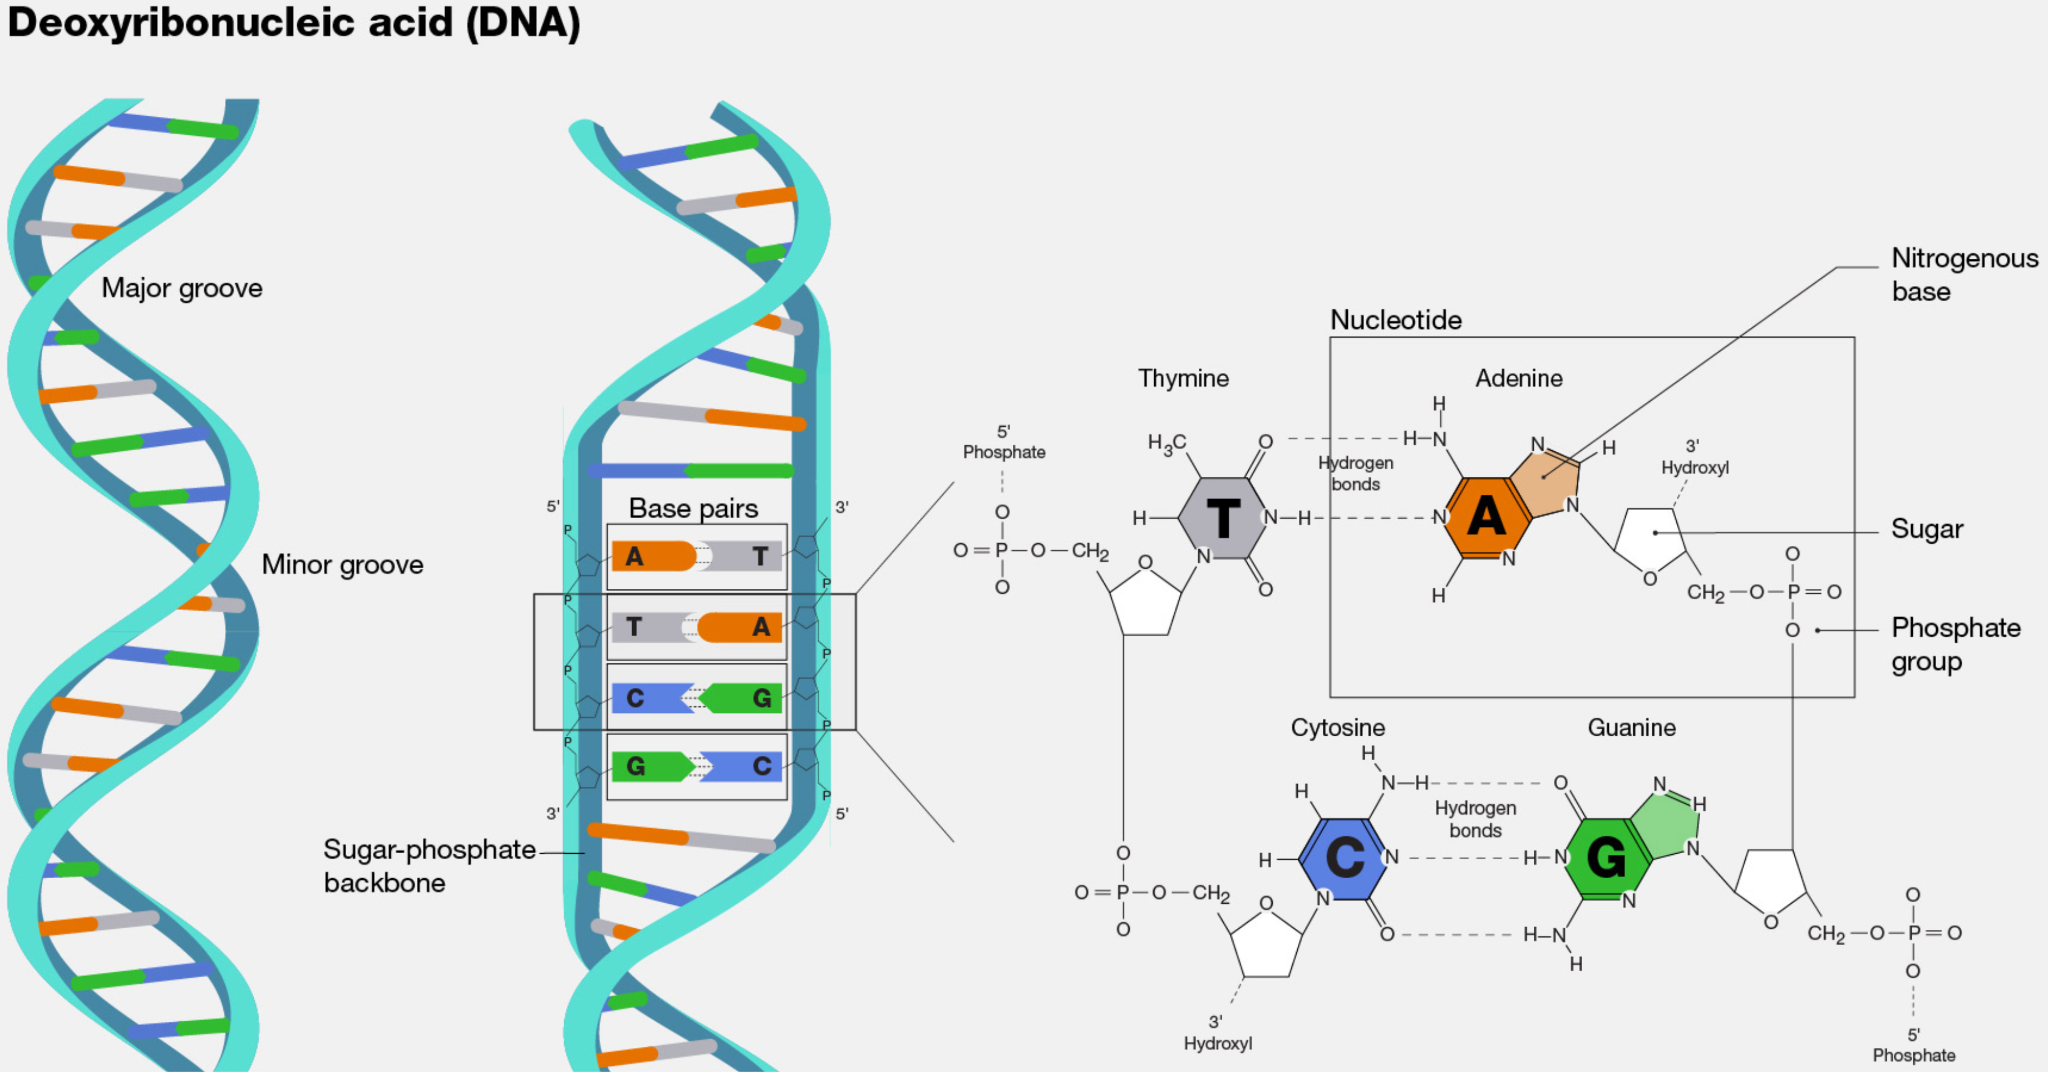 Deoxyribonucleic acid (DNA)
Major groove
Minor groove
Sugar-phosphate
backbone
5'
3'
Base pairs
P
P
P
P
P
P
P
P
A
T
T
A
C
G
G
C
3'
5'
Nitrogenous
base
Nucleotide
Thymine
Adenine
5'
Phosphate
O
O=P—O—CH₂
O
O
H₃C
O
H
T
N—H
N
O
Hydrogen
bonds
H
H—N
N
H
N
A
N
N
H
3'
Hydroxyl
Sugar
O
CH₂—O—P=O
O
O
Phosphate
group
Cytosine
Guanine
H
N—H
H
H
C
N
N
O
Hydrogen
bonds
O
N
H
H—N
G
N
N
H—N
H
O
O=P—O—CH₂
O
O
3'
Hydroxyl
O
CH₂—O—P=O
O
O
5'
Phosphate